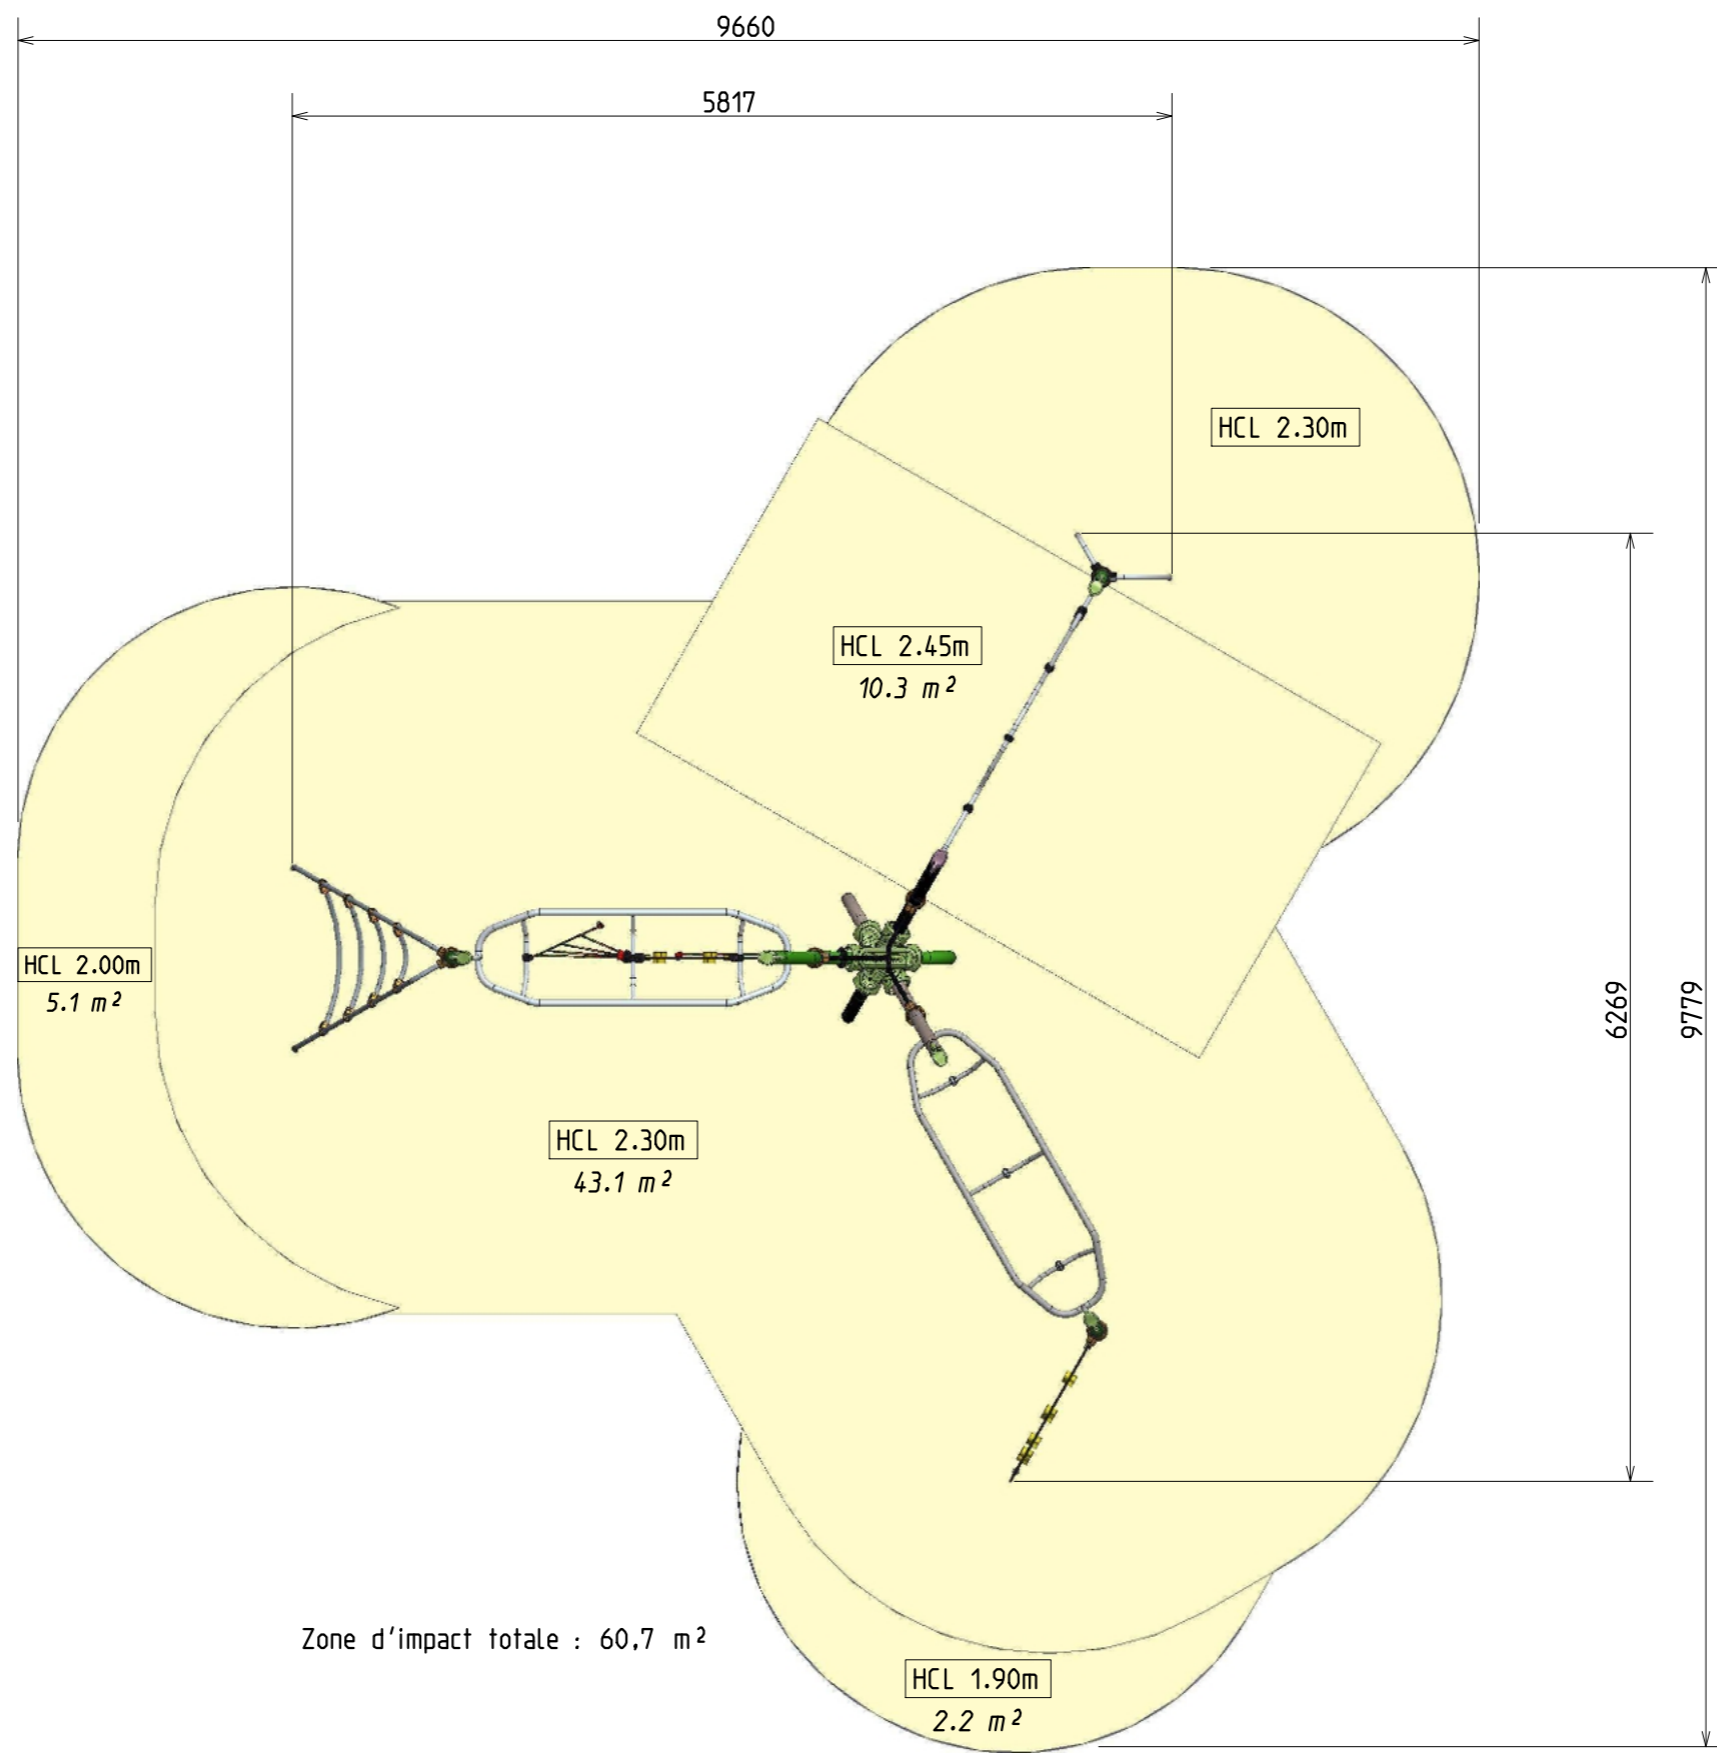 9660
5817
HCL 2.30m
HCL 2.45m
10.3 m²
HCL 2.00m
5.1 m²
6269
9779
HCL 2.30m
43.1 m²
Zone d'impact totale : 60,7 m²
HCL 1.90m
2.2 m²